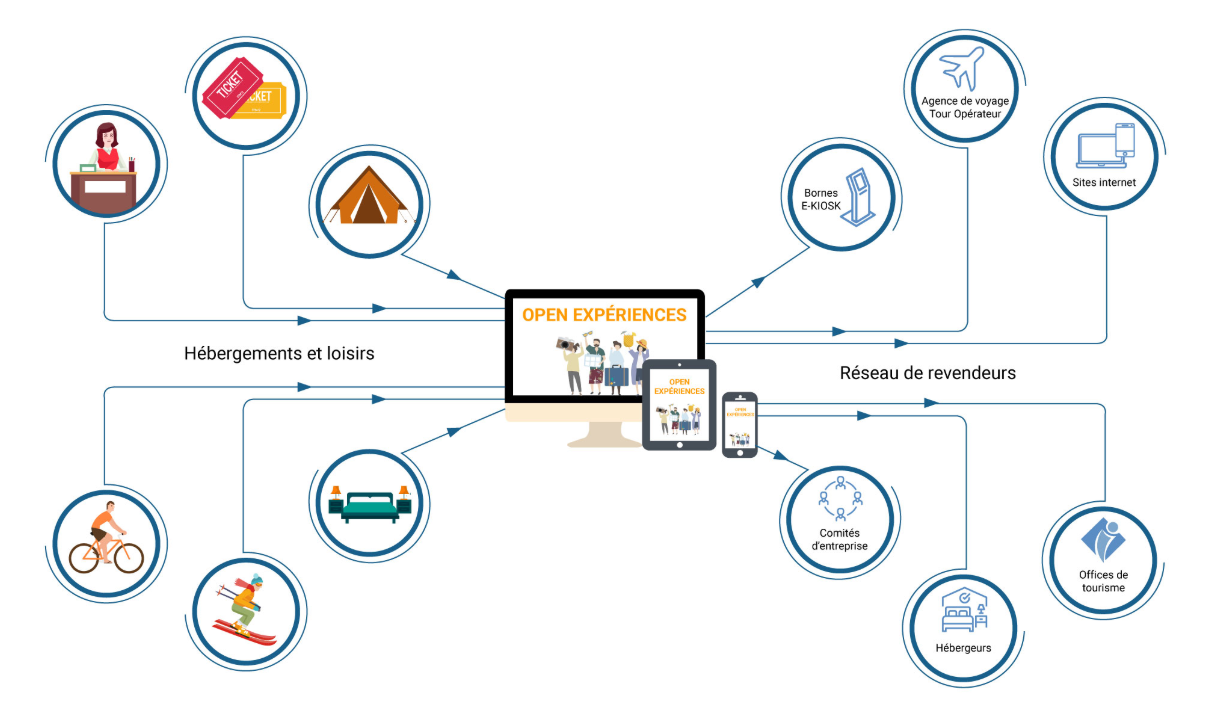 TICKET
TICKET
Agence de voyage
Tour Opérateur
Sites internet
Bornes
E-KIOSK
OPEN EXPÉRIENCES
Hébergements et loisirs
Réseau de revendeurs
OPEN
EXPÉRIENCES
OPEN
EXPÉRIENCES
Comités
d'entreprise
Offices de
tourisme
Hébergeurs